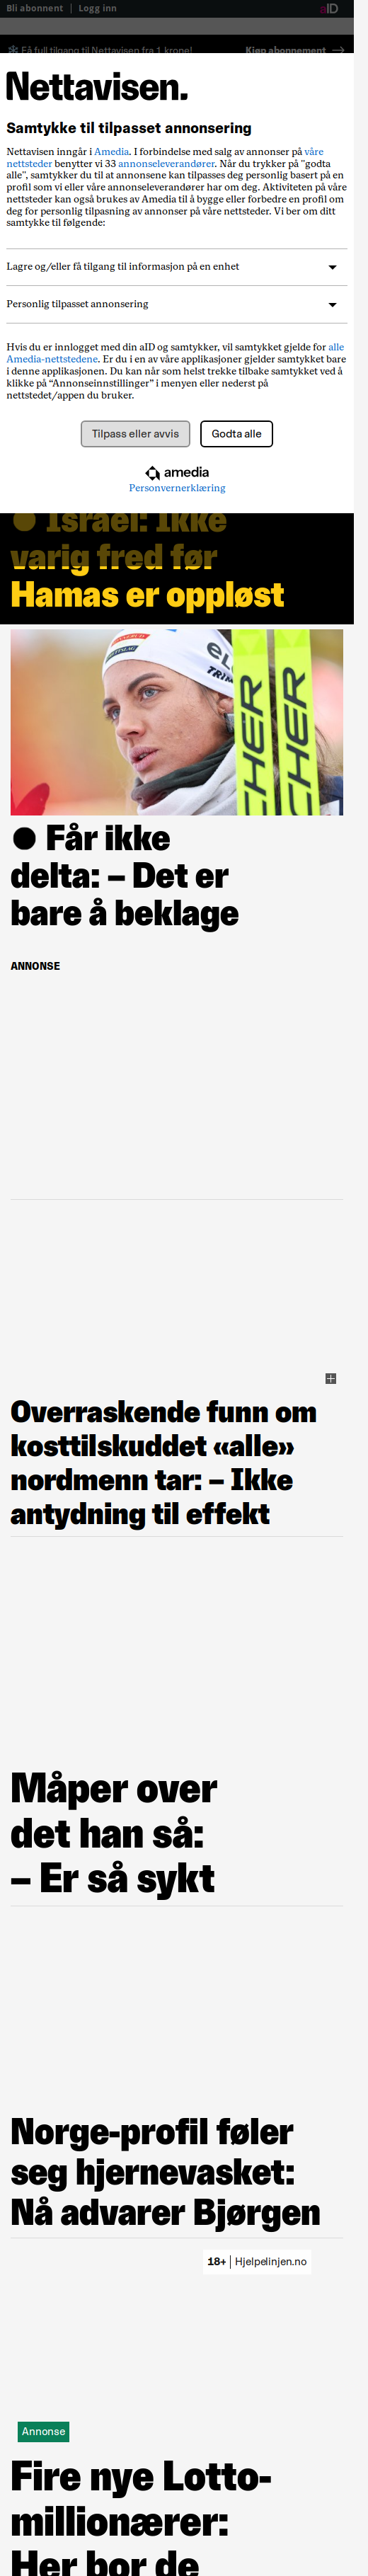 Bli abonnent | Logg inn aID
Få full tilgang til Nettavisen fra 1 krone! Kjøp abonnement →
Nettavisen.
Samtykke til tilpasset annonsering
Nettavisen inngår i Amedia. I forbindelse med salg av annonser på våre
nettsteder benytter vi 33 annonseleverandører. Når du trykker på "godta
alle", samtykker du til at annonsene kan tilpasses deg personlig basert på en
profil som vi eller våre annonseleverandører har om deg. Aktiviteten på våre
nettsteder kan også brukes av Amedia til å bygge eller forbedre en profil om
deg for personlig tilpasning av annonser på våre nettsteder. Vi ber om ditt
samtykke til følgende:
Lagre og/eller få tilgang til informasjon på en enhet
Personlig tilpasset annonsering
Hvis du er innlogget med din aID og samtykker, vil samtykket gjelde for alle
Amedia-nettstedene. Er du i en av våre applikasjoner gjelder samtykket bare
i denne applikasjonen. Du kan når som helst trekke tilbake samtykket ved å
klikke på “Annonseinnstillinger” i menyen eller nederst på
nettstedet/appen du bruker.
Tilpass eller avvis Godta alle
amedia
Personvernerklæring
● Israel: Ikke
varig fred før
Hamas er oppløst
● Får ikke
delta: – Det er
bare å beklage
ANNONSE
Overraskende funn om
kosttilskuddet «alle»
nordmenn tar: – Ikke
antydning til effekt
Måper over
det han så:
– Er så sykt
Norge-profil føler
seg hjernevasket:
Nå advarer Bjørgen
18+ | Hjelpelinjen.no
Annonse
Fire nye Lotto-
millionærer:
Her bor de